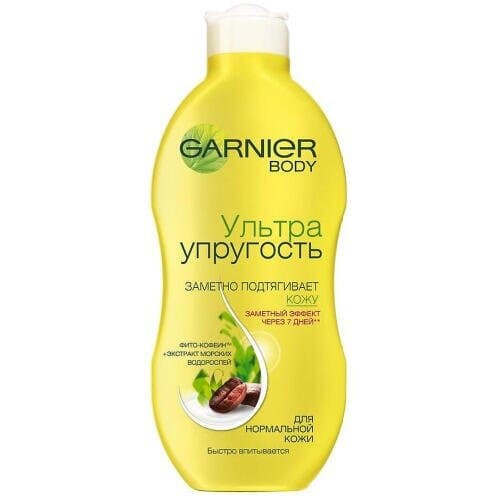 GARNIER
BODY
Ультра
упругость
ЗАМЕТНО ПОДТЯГИВАЕТ
КОЖУ
ЗАМЕТНЫЙ ЭФФЕКТ
ЧЕРЕЗ 7 ДНЕЙ**
ФИТО-КОФЕИН™
+ЭКСТРАКТ МОРСКИХ
ВОДОРОСЛЕЙ
ДЛЯ
НОРМАЛЬНОЙ
КОЖИ
Быстро впитывается